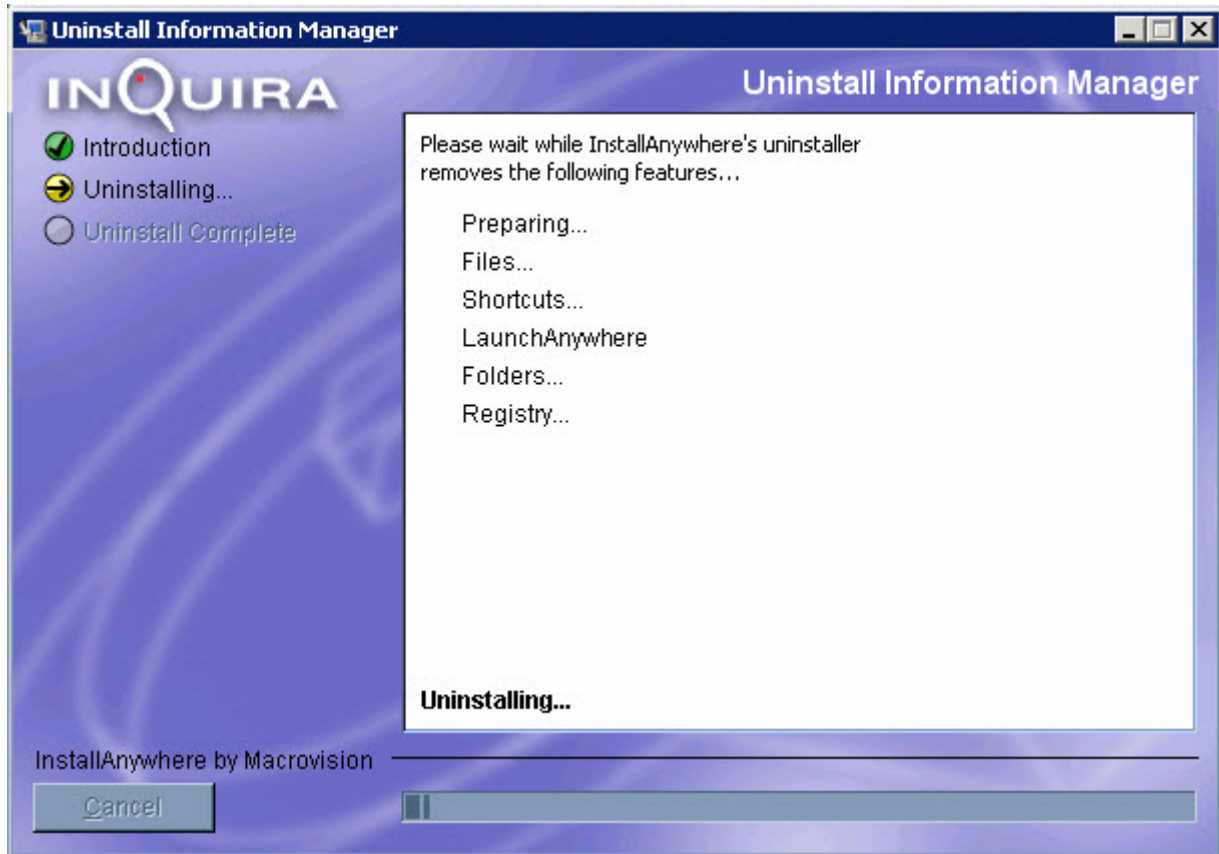 Uninstall Information Manager
INQUIRA
Uninstall Information Manager
Introduction
Uninstalling...
Uninstall Complete
Please wait while InstallAnywhere's uninstaller
removes the following features...
Preparing...
Files...
Shortcuts...
LaunchAnywhere
Folders...
Registry...
Uninstalling...
InstallAnywhere by Macrovision
Cancel